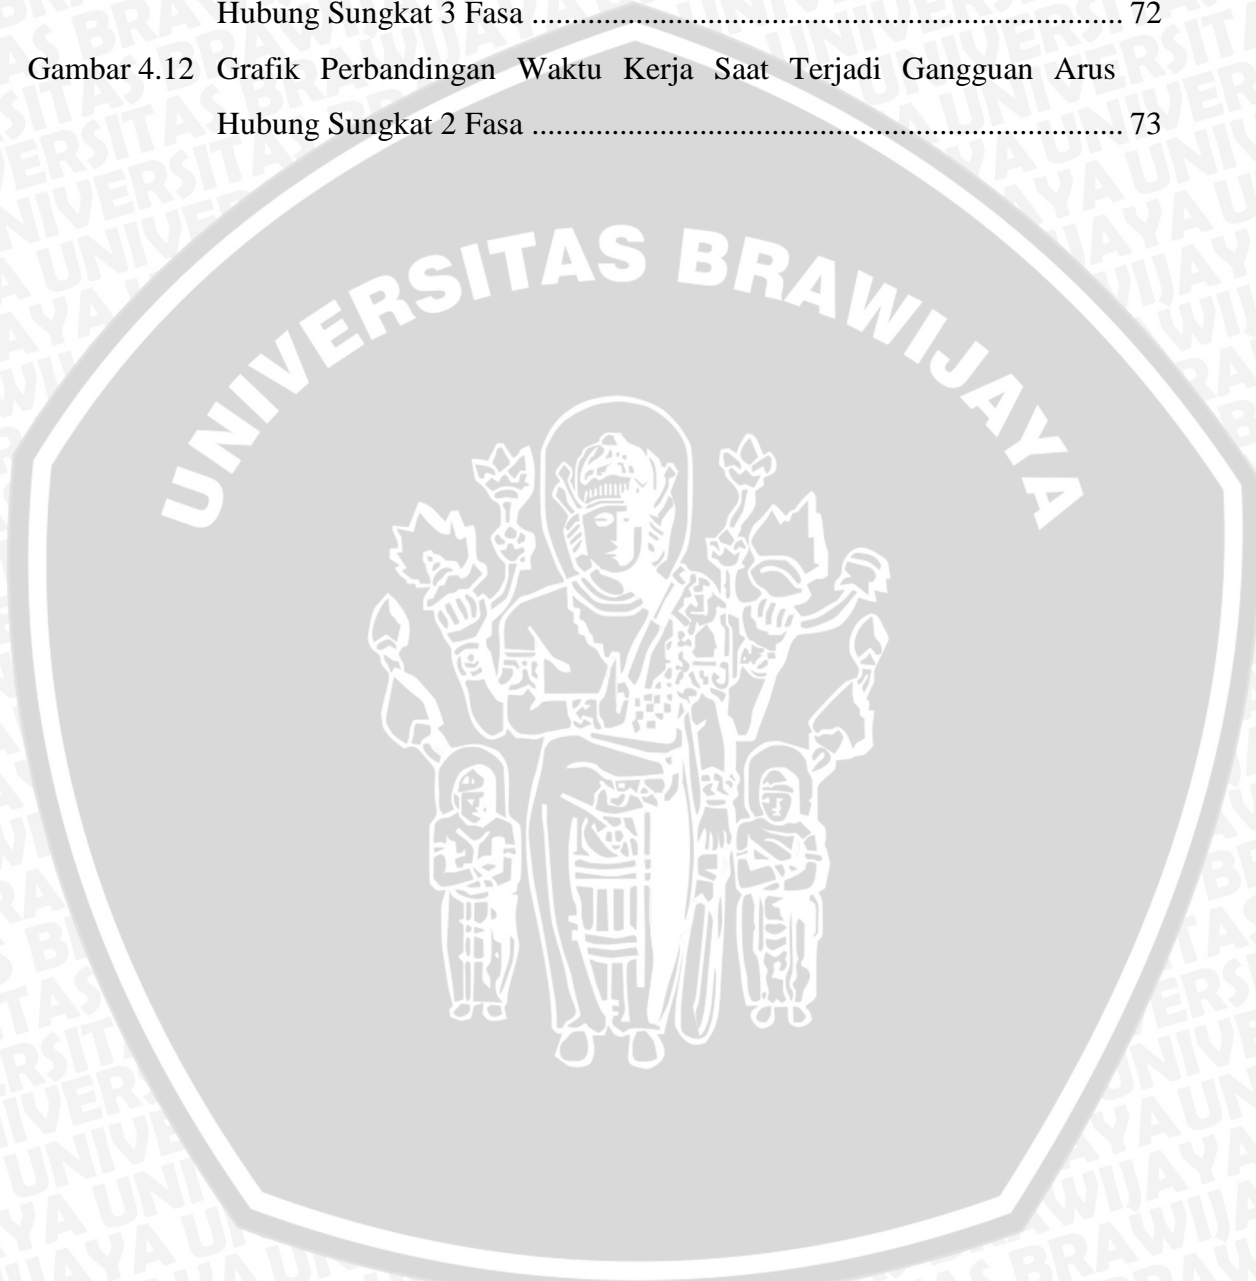 Hubung Sungkat 3 Fasa ......................................................................... 72
Gambar 4.12 Grafik Perbandingan Waktu Kerja Saat Terjadi Gangguan Arus
Hubung Sungkat 2 Fasa ......................................................................... 73
UNIVERSITAS BRAWIJAYA